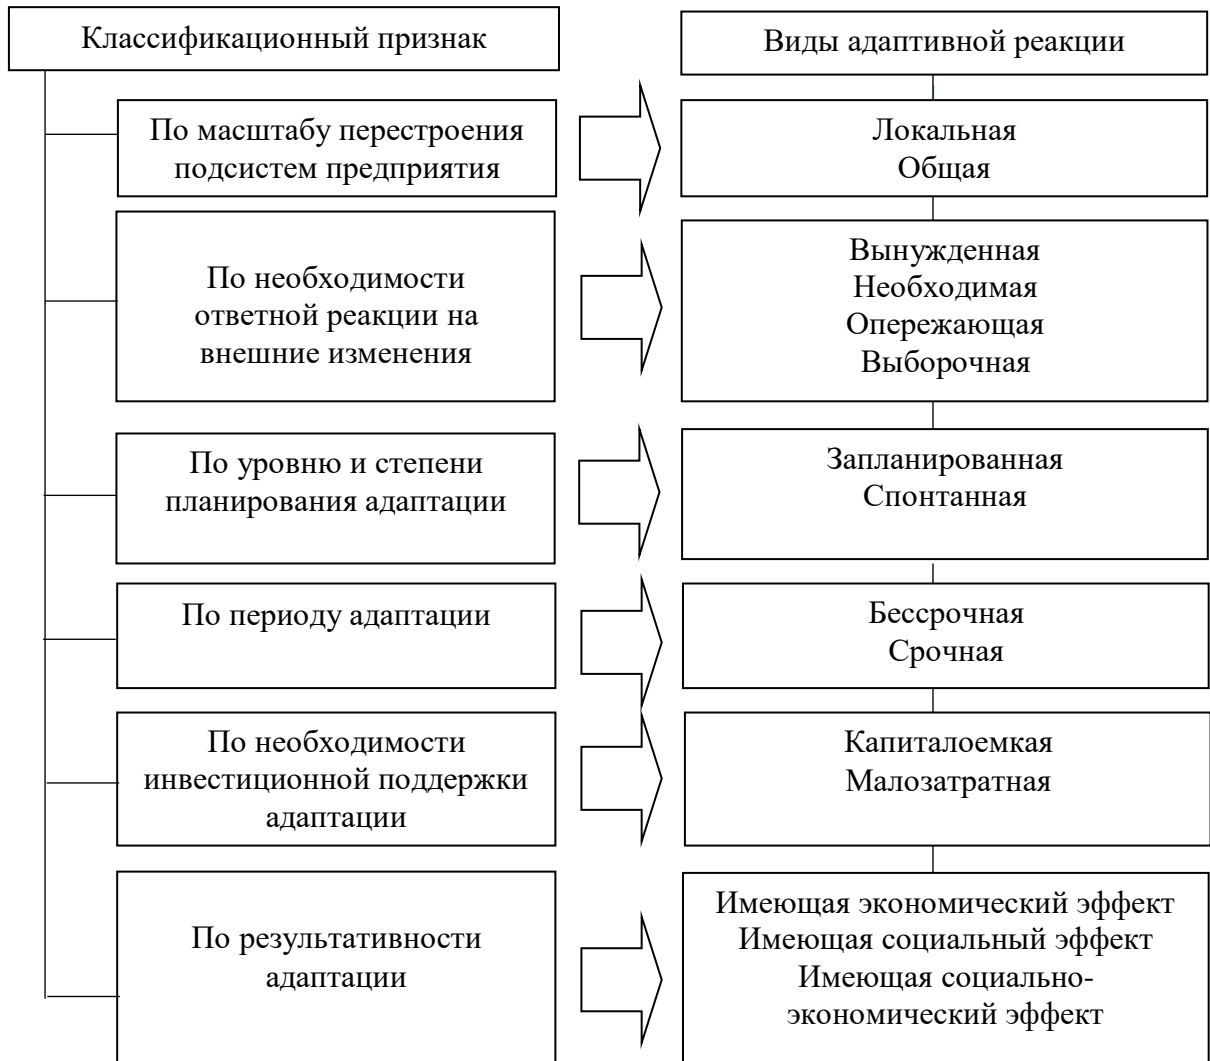 Классификационный признак
Виды адаптивной реакции
По масштабу перестроения
подсистем предприятия
Локальная
Общая
По необходимости
ответной реакции на
внешние изменения
Вынужденная
Необходимая
Опережающая
Выборочная
По уровню и степени
планирования адаптации
Запланированная
Спонтанная
По периоду адаптации
Бессрочная
Срочная
По необходимости
инвестиционной поддержки
адаптации
Капиталоемкая
Малозатратная
По результативности
адаптации
Имеющая экономический эффект
Имеющая социальный эффект
Имеющая социально-
экономический эффект